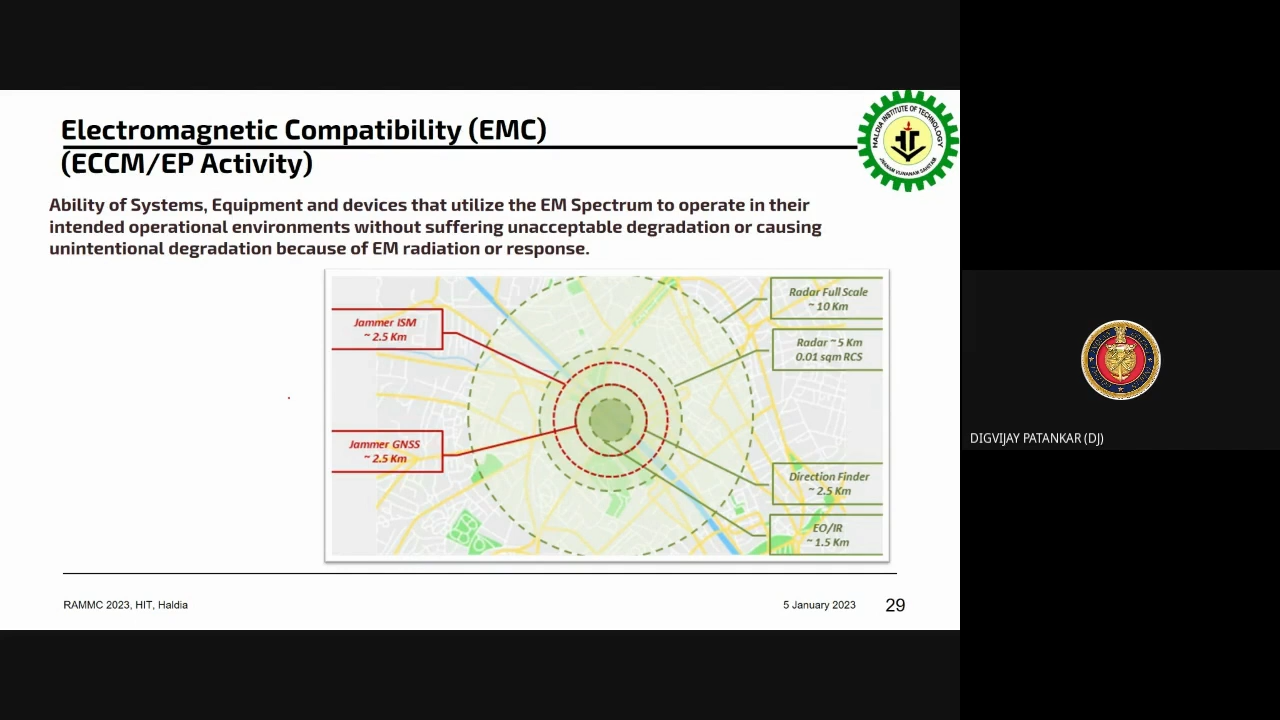 Electromagnetic Compatibility (EMC)
(ECCM/EP Activity)
HALDIA INSTITUTE OF TECHNOLOGY
Ability of Systems, Equipment and devices that utilize the EM Spectrum to operate in their
intended operational environments without suffering unacceptable degradation or causing
unintentional degradation because of EM radiation or response.
Jammer ISM
~ 2.5 Km
Jammer GNSS
~ 2.5 Km
Radar Full Scale
~ 10 Km
Radar ~ 5 Km
0.01 sqm RCS
Direction Finder
~ 2.5 Km
EO/IR
~ 1.5 Km
RAMMC 2023, HIT, Haldia
5 January 2023
29
DIGVIJAY PATANKAR (DJ)